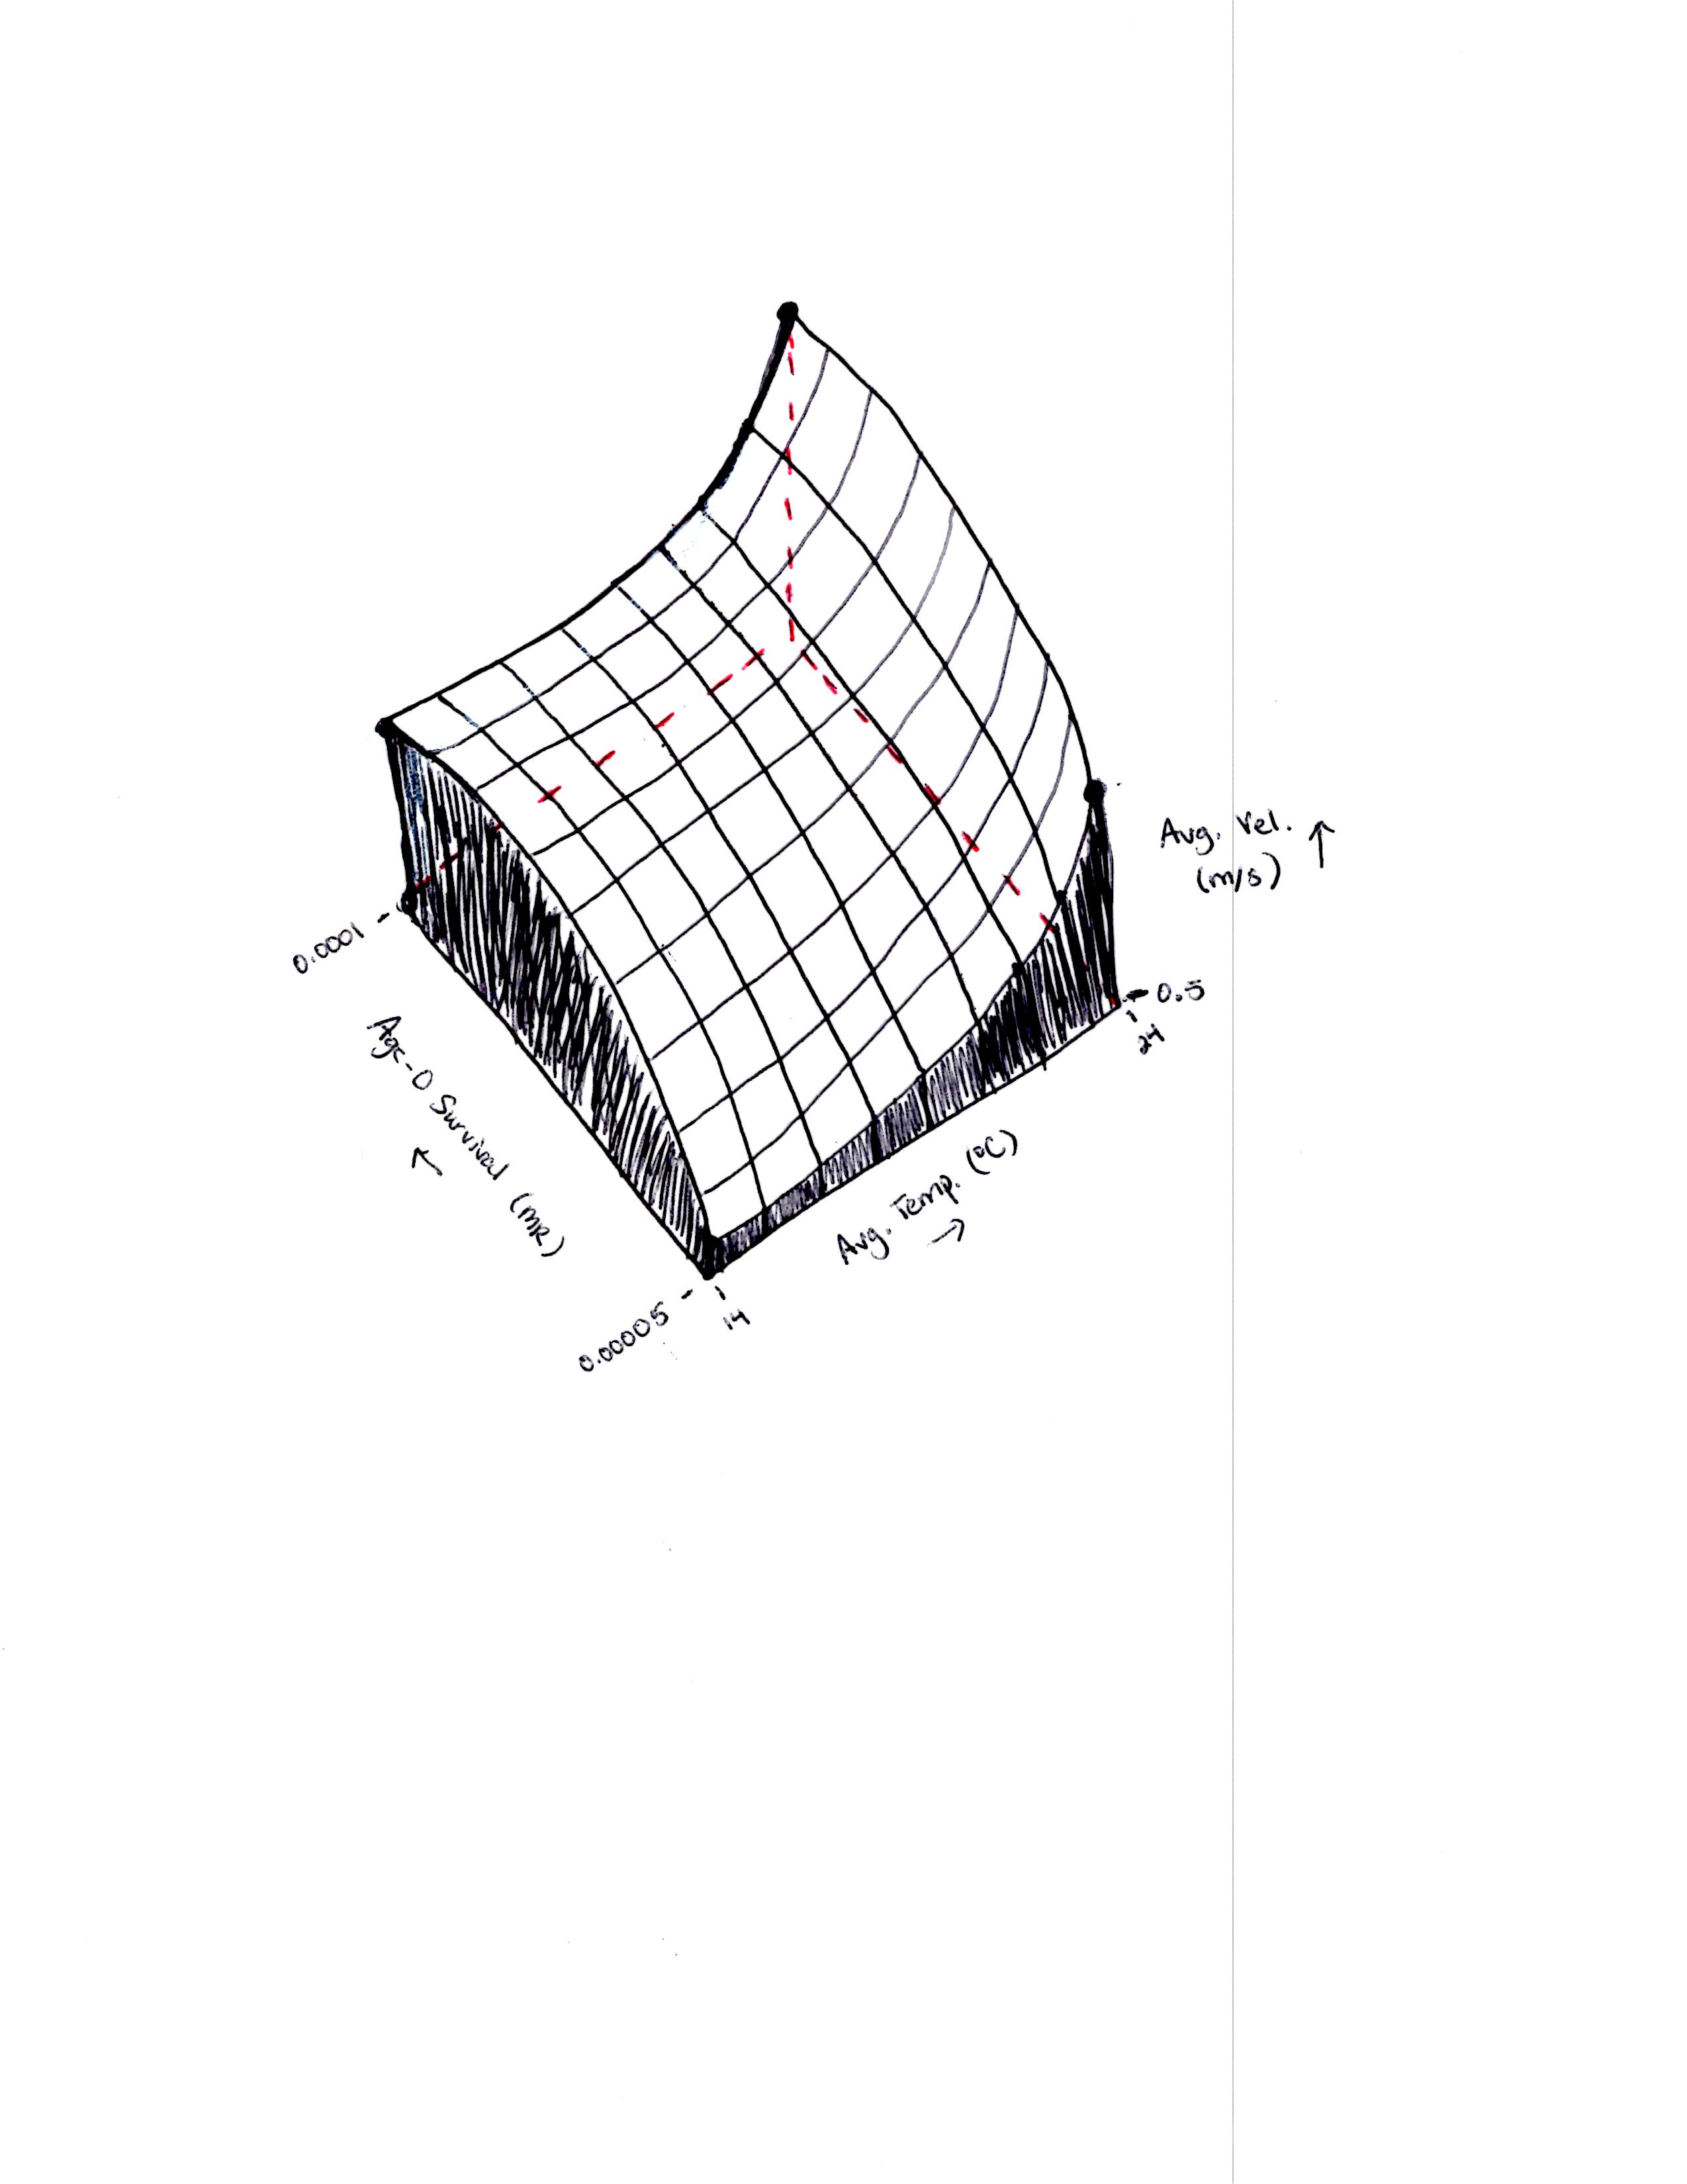 Avg. Vel. ↑
(m/s)
0.0001 -
- 0.5
24
Age-0 Survival (MR)
↑
Avg. Temp. (°C)
→
0.00005 -
14